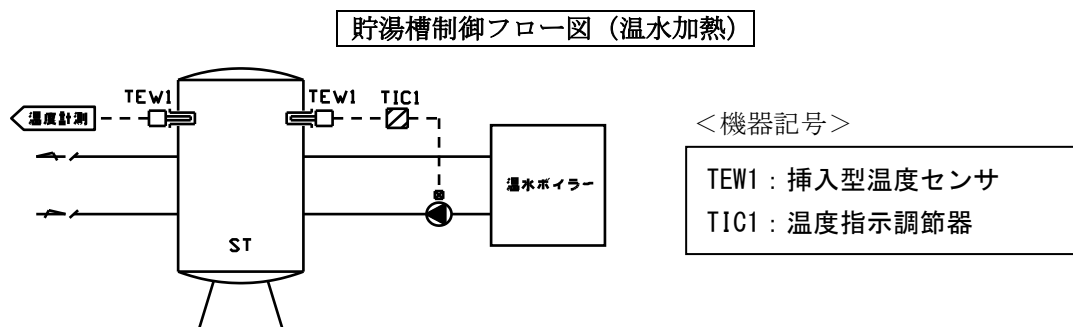 貯湯槽制御フロー図（温水加熱）
TEW1
TEW1
TIC1
温度計測
温水ボイラー
ST
＜機器記号＞
TEW1：挿入型温度センサ
TIC1：温度指示調節器